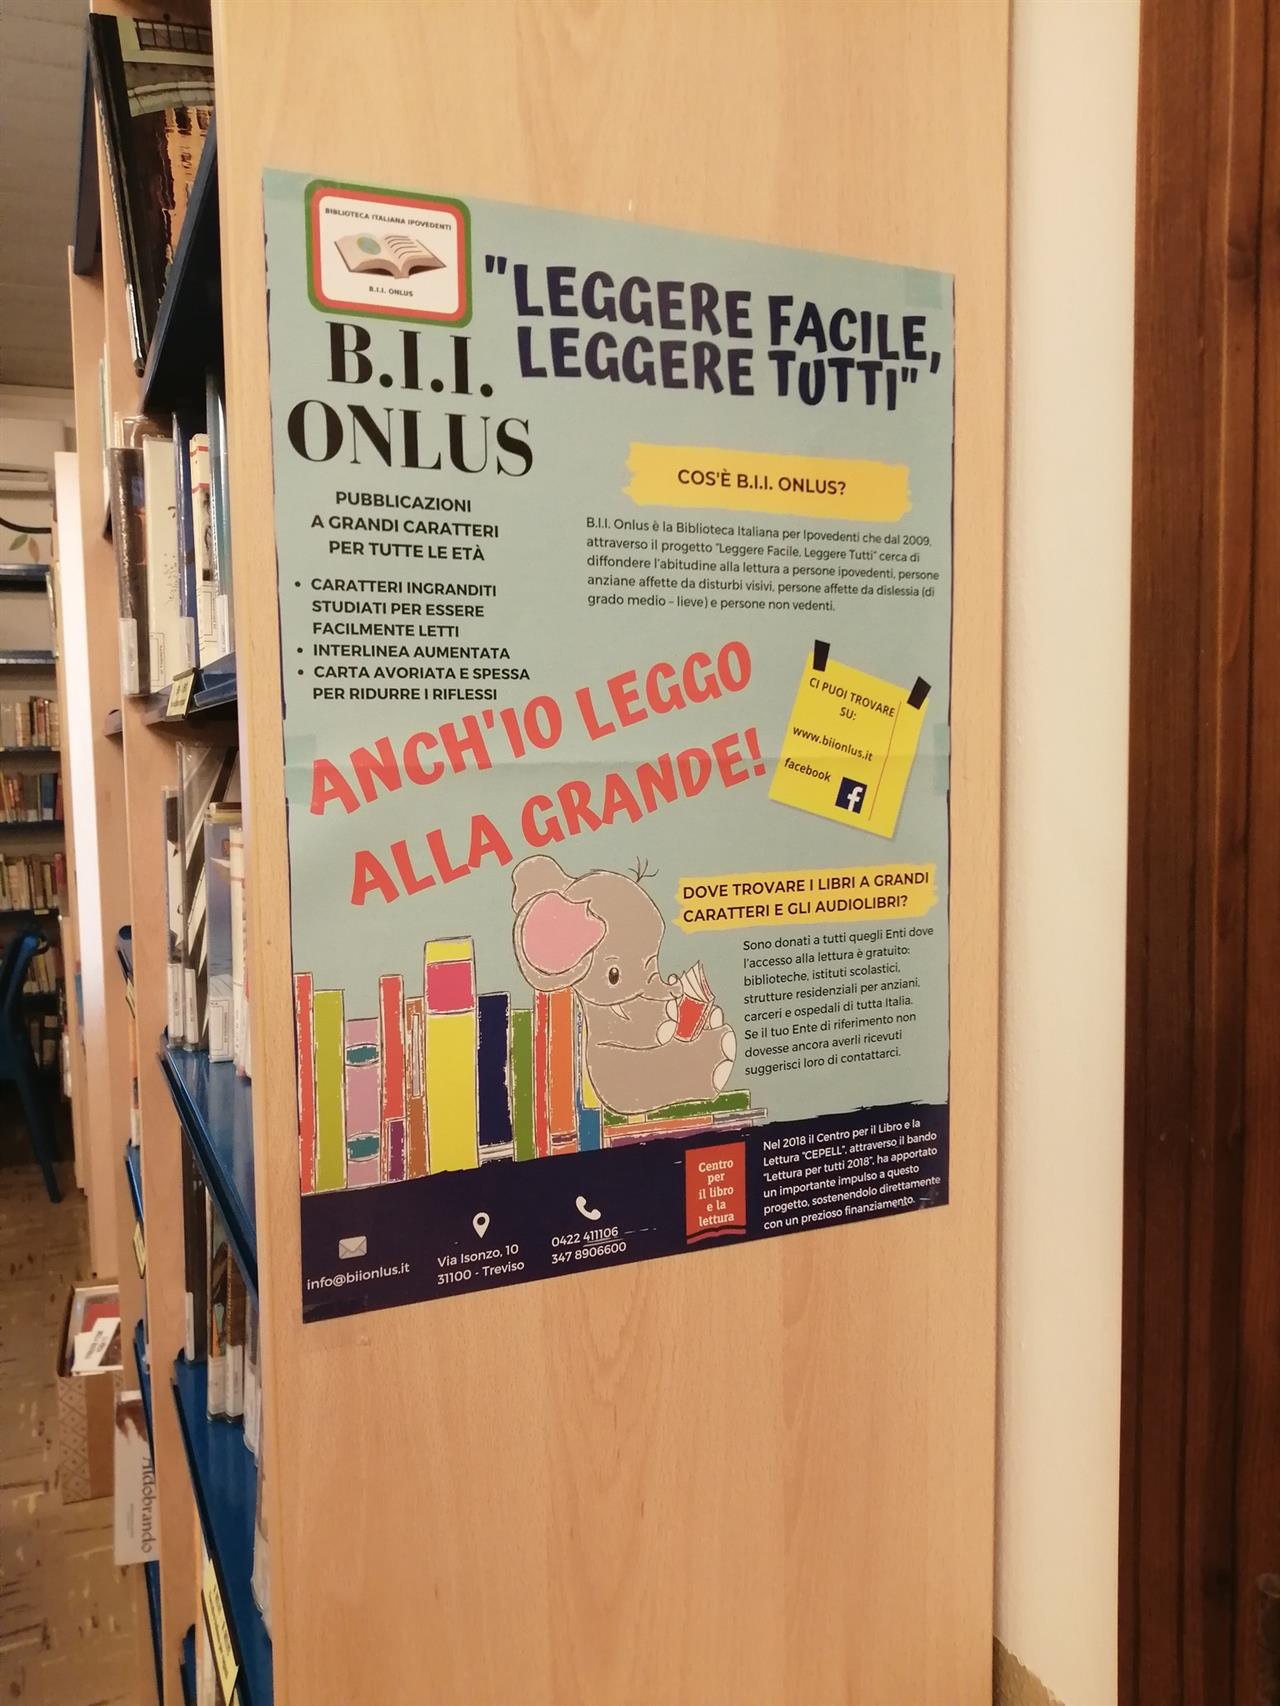 BIBLIOTECA ITALIANA IPOVEDENTI
B.I.I. ONLUS
"LEGGERE FACILE,
LEGGERE TUTTI"
B.I.I.
ONLUS
PUBBLICAZIONI
A GRANDI CARATTERI
PER TUTTE LE ETÀ
• CARATTERI INGRANDITI
STUDIATI PER ESSERE
FACILMENTE LETTI
• INTERLINEA AUMENTATA
• CARTA AVORIATA E SPESSA
PER RIDURRE I RIFLESSI
COS'È B.I.I. ONLUS?
B.I.I. Onlus è la Biblioteca Italiana per Ipovedenti che dal 2009,
attraverso il progetto "Leggere Facile, Leggere Tutti" cerca di
diffondere l'abitudine alla lettura a persone ipovedenti, persone
anziane affette da disturbi visivi, persone affette da dislessia (di
grado medio – lieve) e persone non vedenti.
ANCH'IO LEGGO
ALLA GRANDE!
CI PUOI TROVARE
SU:
www.biionlus.it
facebook
f
DOVE TROVARE I LIBRI A GRANDI
CARATTERI E GLI AUDIOLIBRI?
Sono donati a tutti quegli Enti dove
l'accesso alla lettura è gratuito:
biblioteche, istituti scolastici,
strutture residenziali per anziani,
carceri e ospedali di tutta Italia.
Se il tuo Ente di riferimento non
dovesse ancora averli ricevuti
suggerisci loro di contattarci.
info@biionlus.it
Via Isonzo, 10
31100 - Treviso
0422 411106
347 8906600
Centro
per
il libro
e la
lettura
Nel 2018 il Centro per il Libro e la
Lettura "CEPELL", attraverso il bando
"Lettura per tutti 2018", ha apportato
un importante impulso a questo
progetto, sostenendolo direttamente
con un prezioso finanziamento.
Aldobrando